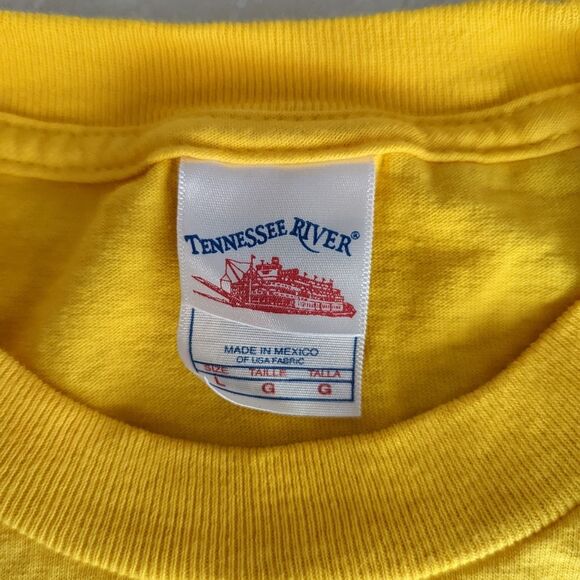 TENNESSEE RIVER®
MADE IN MEXICO
OF USA FABRIC
SIZE TAILLE TALLA
L G G